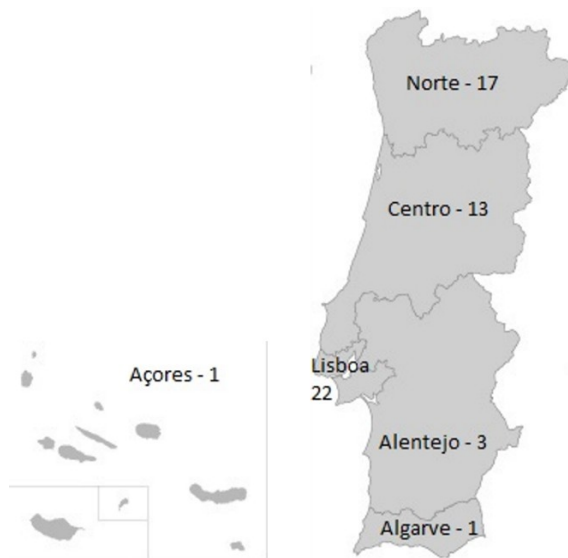 Norte - 17
Centro - 13
Lisboa
22
Açores - 1
Alentejo - 3
Algarve - 1